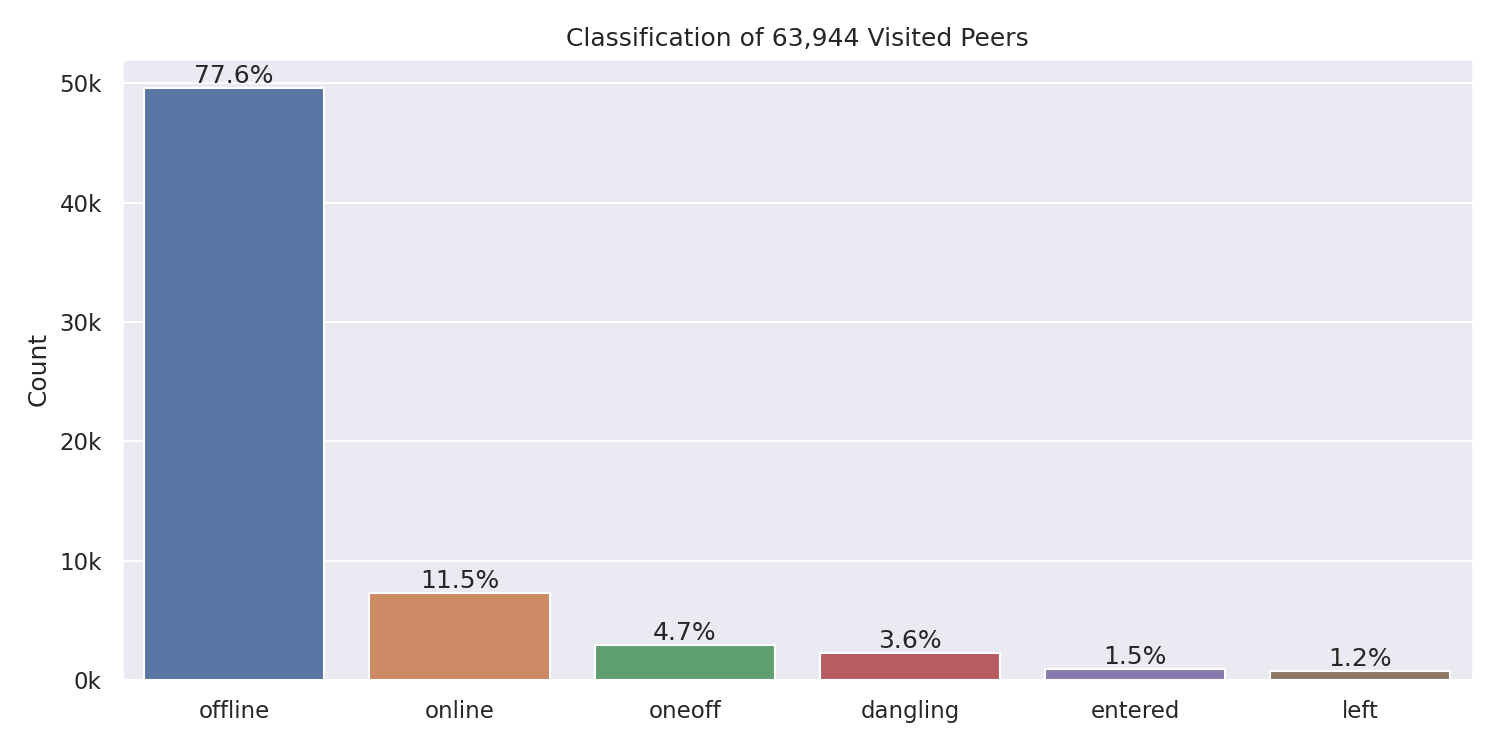 Classification of 63,944 Visited Peers
Count
50k
40k
30k
20k
10k
0k
77.6%
11.5%
4.7%
3.6%
1.5%
1.2%
offline
online
oneoff
dangling
entered
left